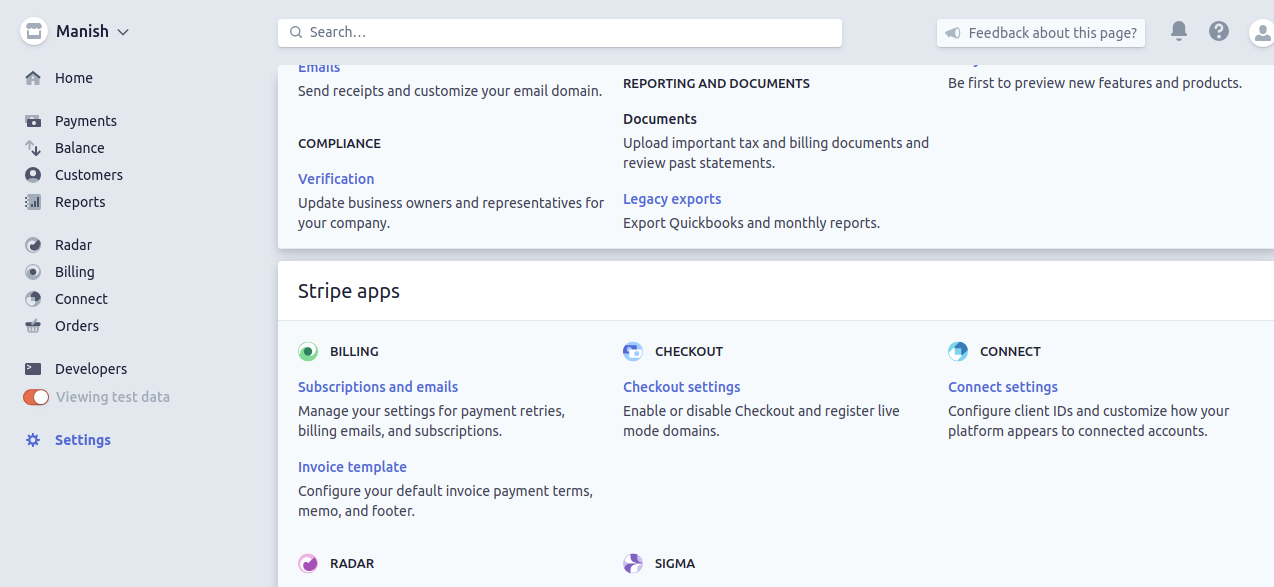 Manish
Search...
Feedback about this page?
Home
Payments
Balance
Customers
Reports
Radar
Billing
Connect
Orders
Developers
Viewing test data
Settings
Emails
Send receipts and customize your email domain.
COMPLIANCE
Verification
Update business owners and representatives for
your company.
REPORTING AND DOCUMENTS
Documents
Upload important tax and billing documents and
review past statements.
Legacy exports
Export Quickbooks and monthly reports.
Be first to preview new features and products.
Stripe apps
BILLING
Subscriptions and emails
Manage your settings for payment retries,
billing emails, and subscriptions.
Invoice template
Configure your default invoice payment terms,
memo, and footer.
CHECKOUT
Checkout settings
Enable or disable Checkout and register live
mode domains.
CONNECT
Connect settings
Configure client IDs and customize how your
platform appears to connected accounts.
RADAR
SIGMA